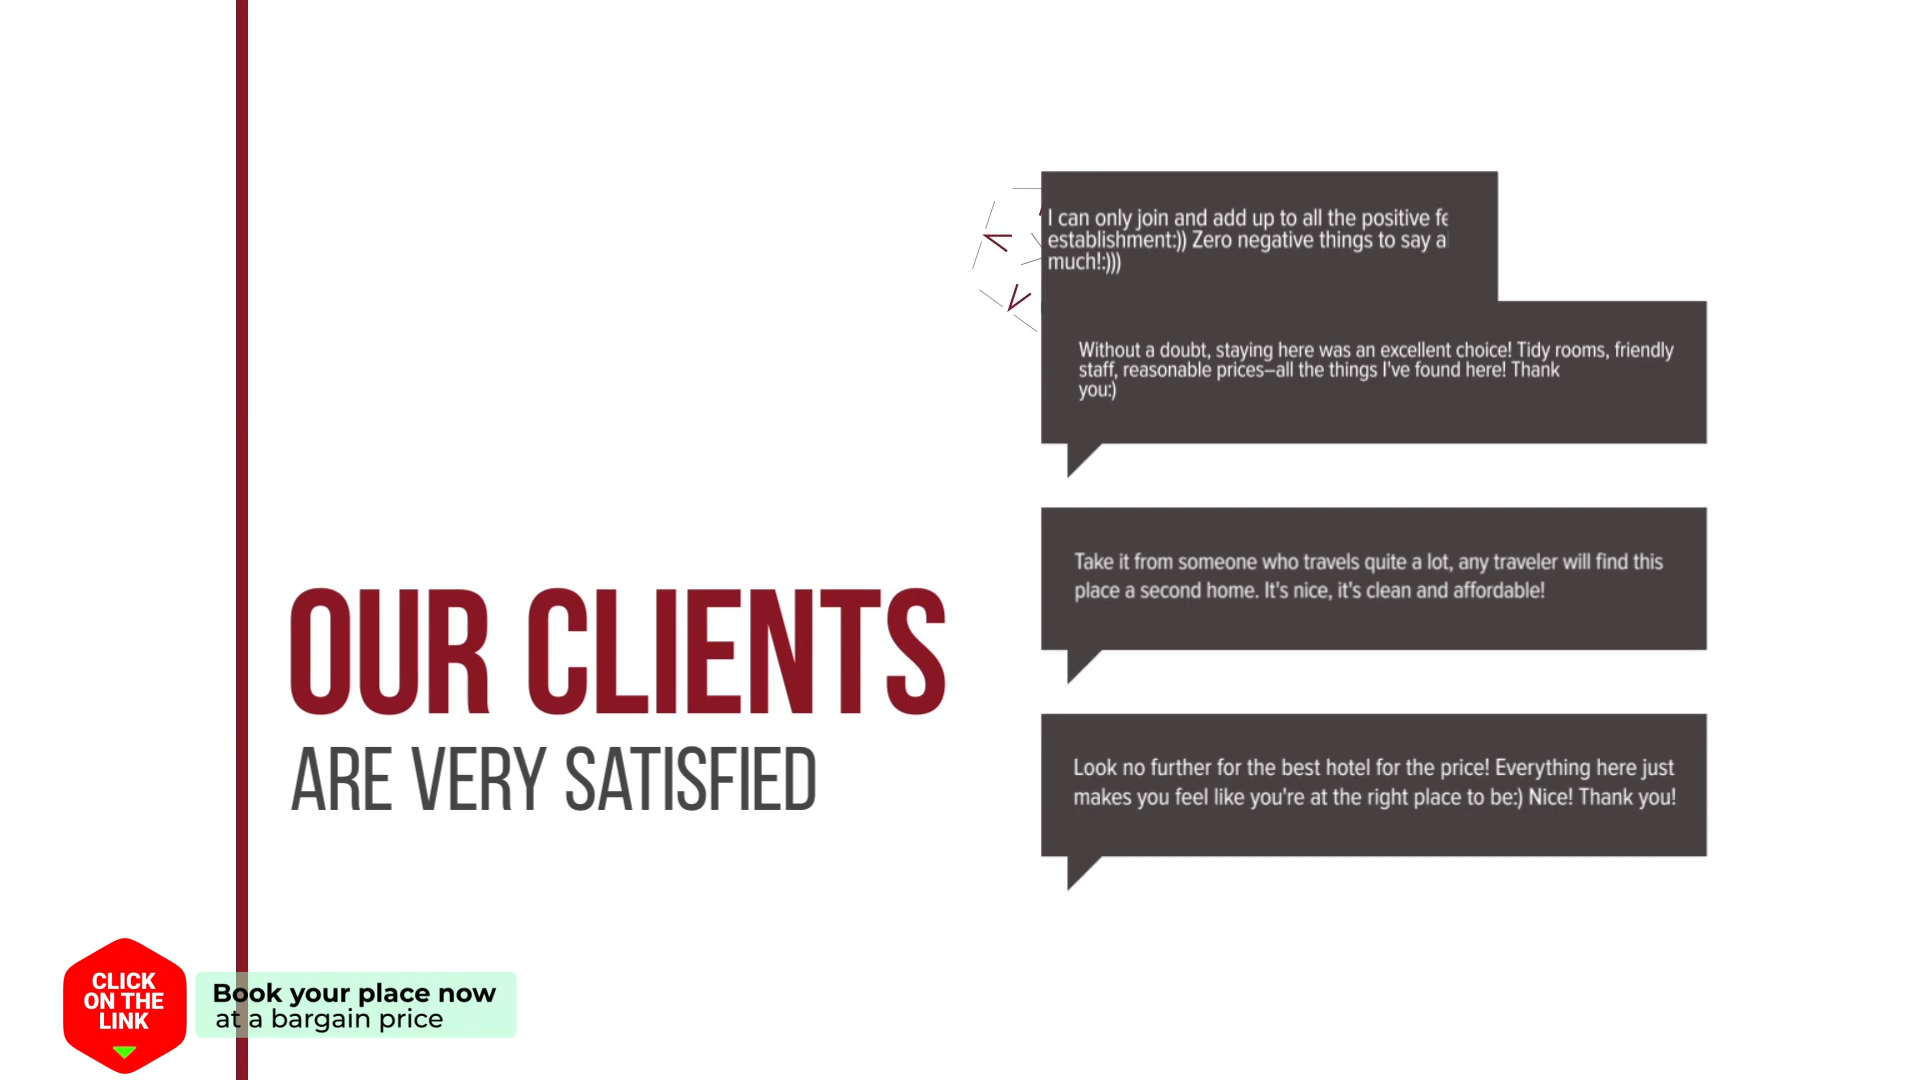 I can only join and add up to all the positive
establishment:)) Zero negative things to say
much!:)))
Without a doubt, staying here was an excellent choice! Tidy rooms, friendly
staff, reasonable prices–all the things I've found here! Thank
you:)
Take it from someone who travels quite a lot, any traveler will find this
place a second home. It's nice, it's clean and affordable!
Look no further for the best hotel for the price! Everything here just
makes you feel like you're at the right place to be:) Nice! Thank you!
OUR CLIENTS
ARE VERY SATISFIED
CLICK
ON THE
LINK
Book your place now
at a bargain price